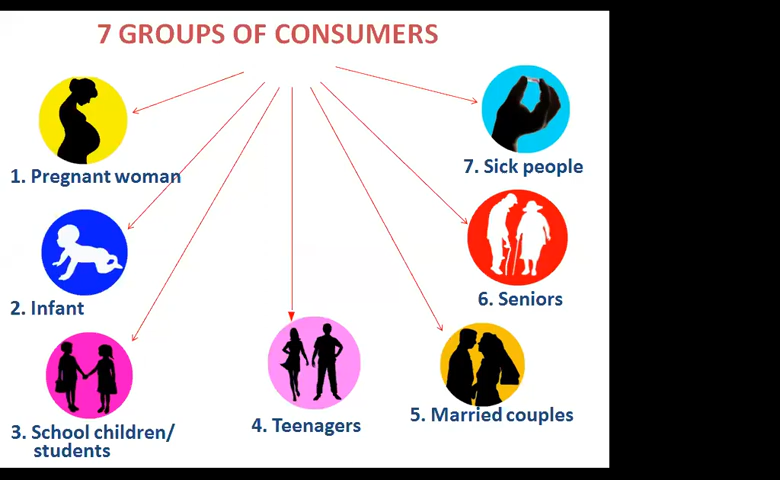 7 GROUPS OF CONSUMERS
1. Pregnant woman
2. Infant
3. School children/
students
4. Teenagers
5. Married couples
6. Seniors
7. Sick people